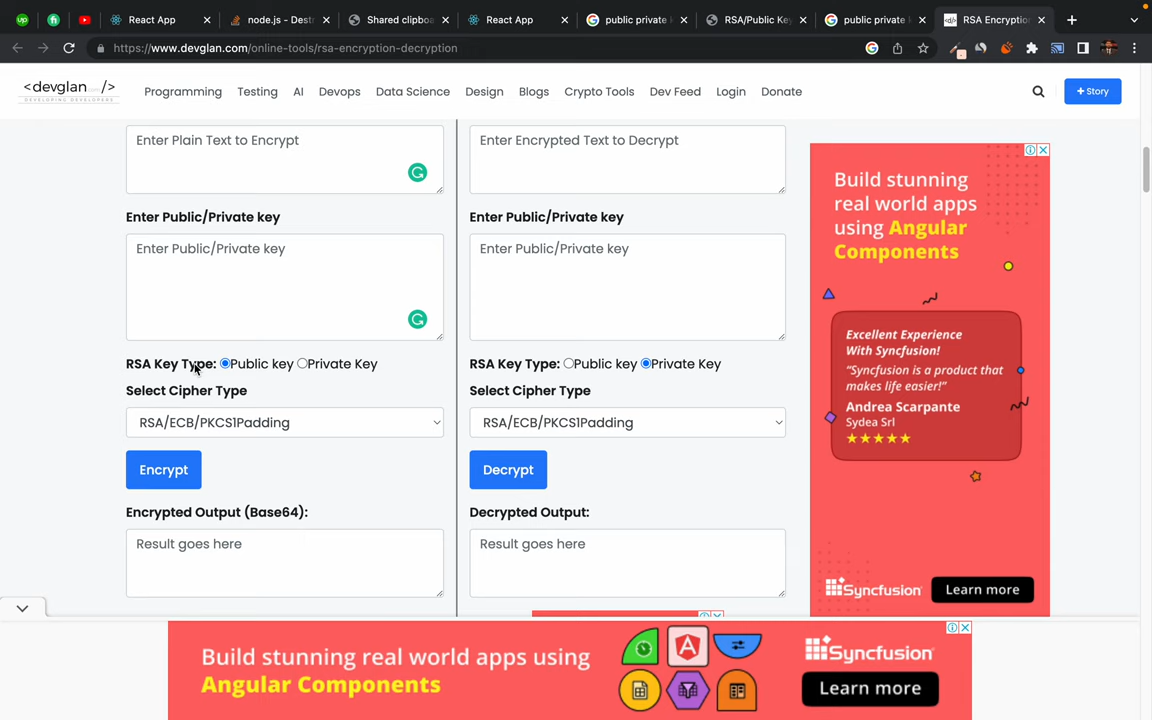 up
React App
node.js - Destr
Shared clipboa
React App
public private k
RSA/Public Key
public private k
RSA Encryption
https://www.devglan.com/online-tools/rsa-encryption-decryption
<devglan />
DEVELOPING DEVELOPERS
Programming
Testing
AI
Devops
Data Science
Design
Blogs
Crypto Tools
Dev Feed
Login
Donate
+ Story
Enter Plain Text to Encrypt
Enter Encrypted Text to Decrypt
Enter Public/Private key
Enter Public/Private key
Enter Public/Private key
Enter Public/Private key
RSA Key Type: Public key Private Key
RSA Key Type: Public key Private Key
Select Cipher Type
Select Cipher Type
RSA/ECB/PKCS1Padding
RSA/ECB/PKCS1Padding
Encrypt
Decrypt
Encrypted Output (Base64):
Decrypted Output:
Result goes here
Result goes here
Build stunning
real world apps
using Angular
Components
Excellent Experience
With Syncfusion!
“Syncfusion is a product that
makes life easier!”
Andrea Scarpante
Sydea Srl
Syncfusion
Learn more
Build stunning real world apps using
Angular Components
Syncfusion
Learn more